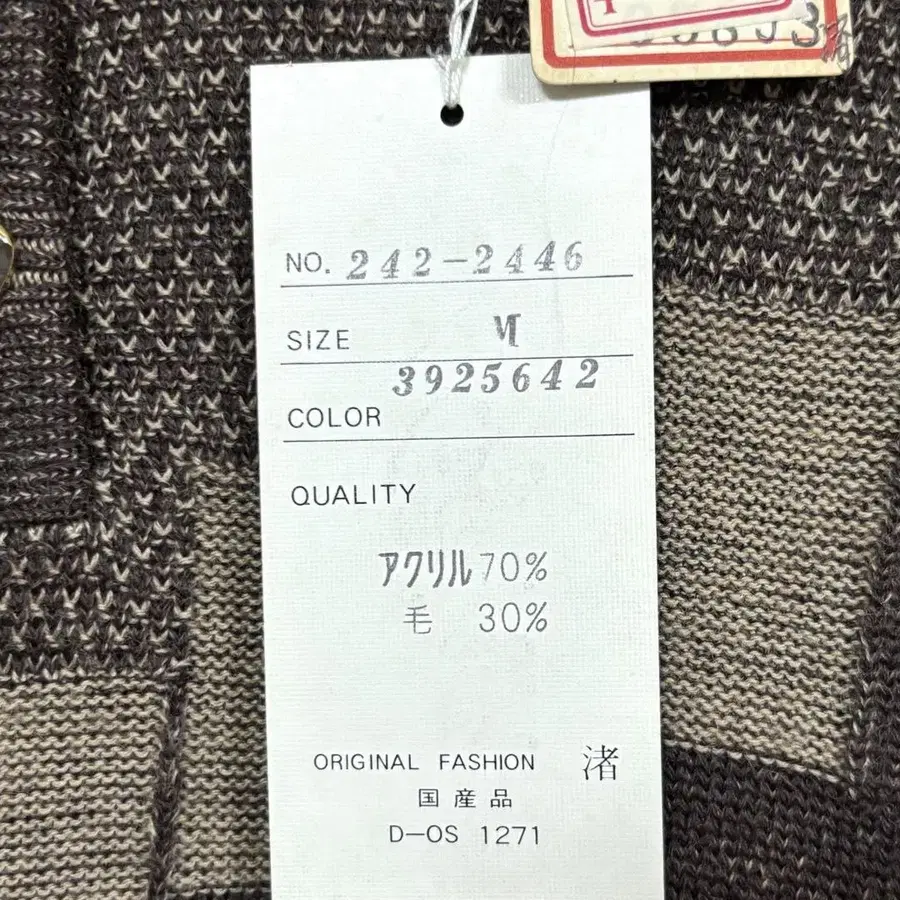 NO. 242-2446
SIZE M
3925642
COLOR
QUALITY
アクリル70%
毛 30%
ORIGINAL FASHION 渚
国産品
D-OS 1271